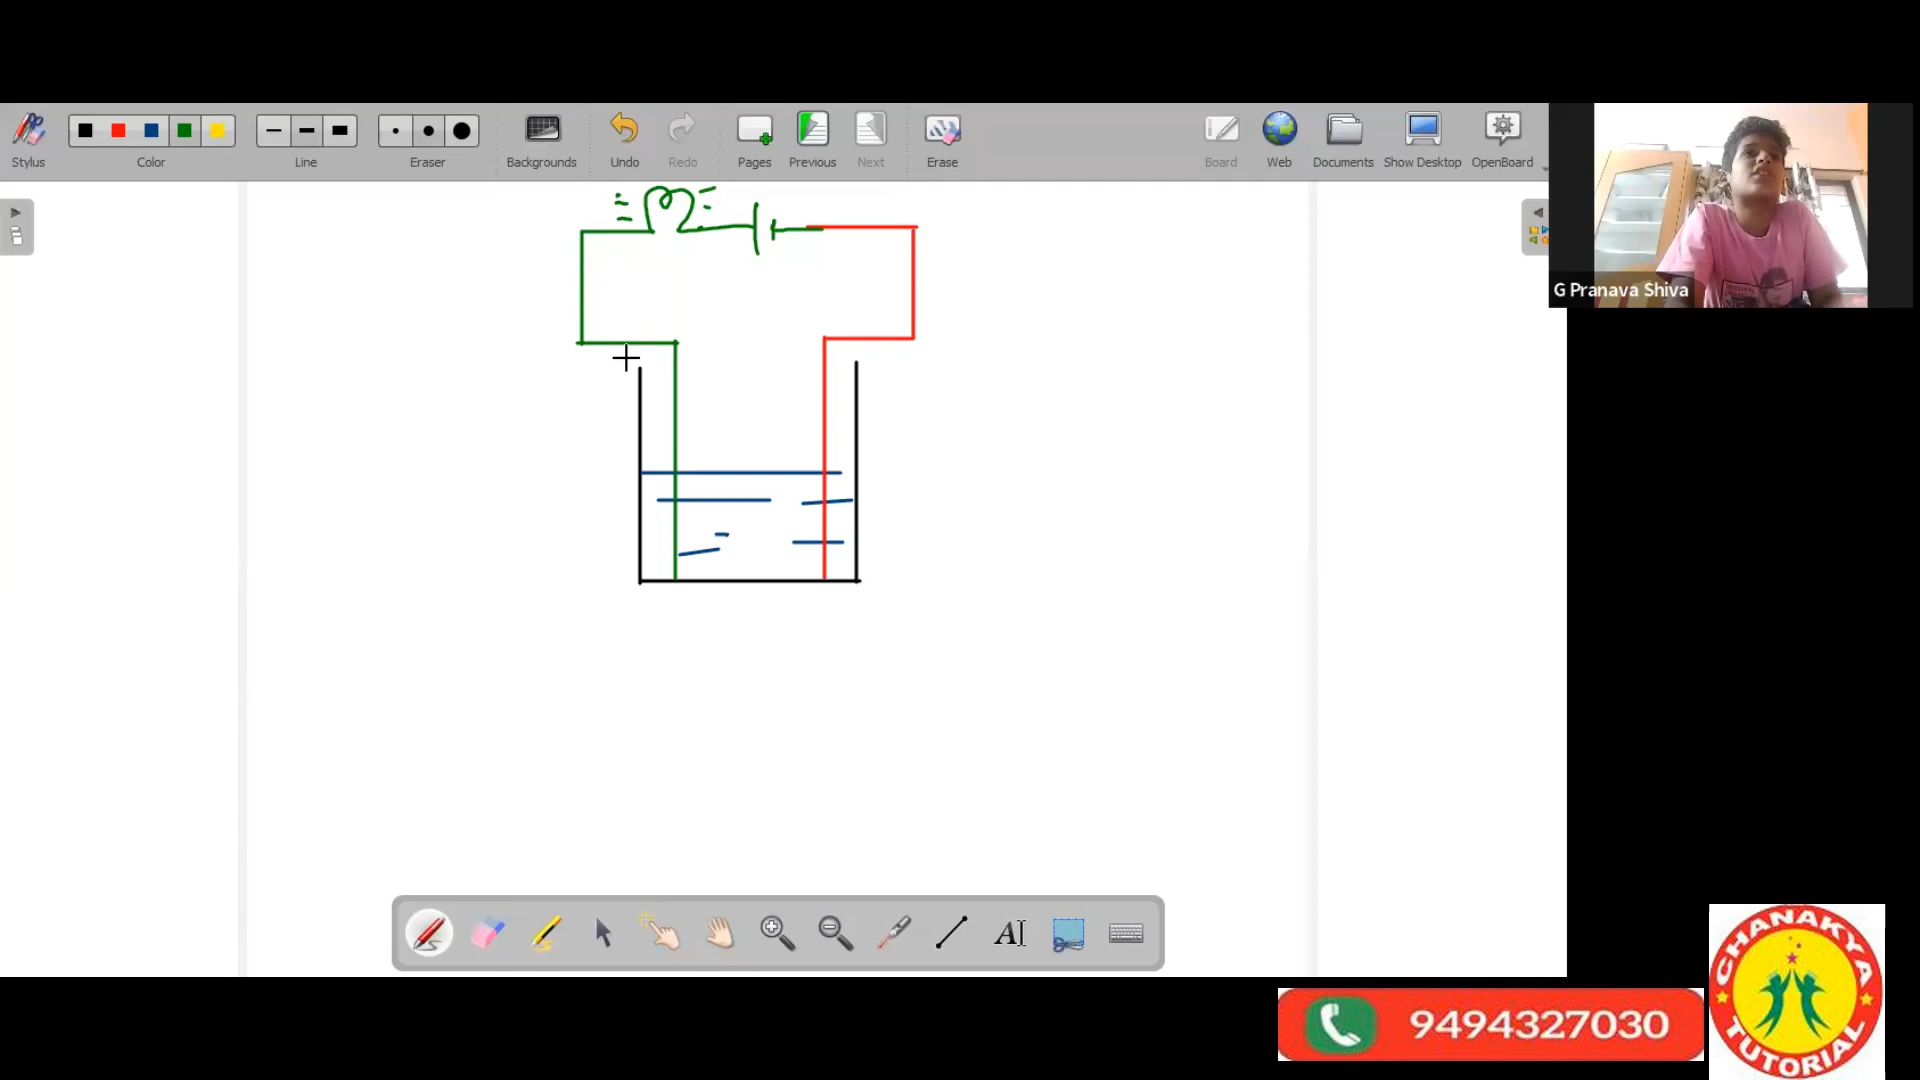 Stylus Color Line Eraser Backgrounds Undo Redo Pages Previous Next Erase Board Web Documents Show Desktop OpenBoard
G Pranava Shiva
9494327030
CHANAKYA
TUTORIAL